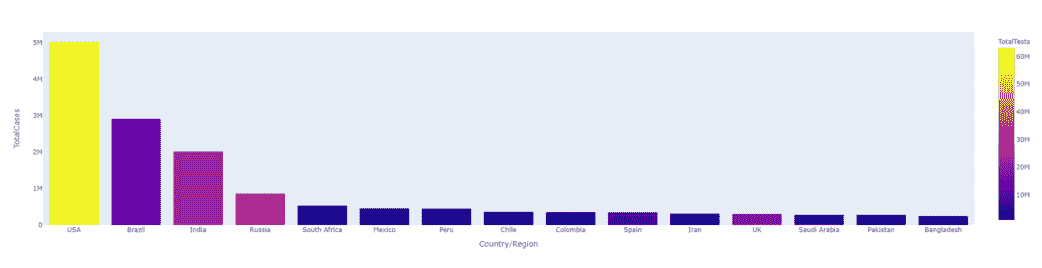 TotalTests
5M
4M
3M
2M
1M
0
TotalCases
60M
50M
40M
30M
20M
10M
USA Brazil India Russia South Africa Mexico Peru Chile Colombia Spain Iran UK Saudi Arabia Pakistan Bangladesh
Country/Region